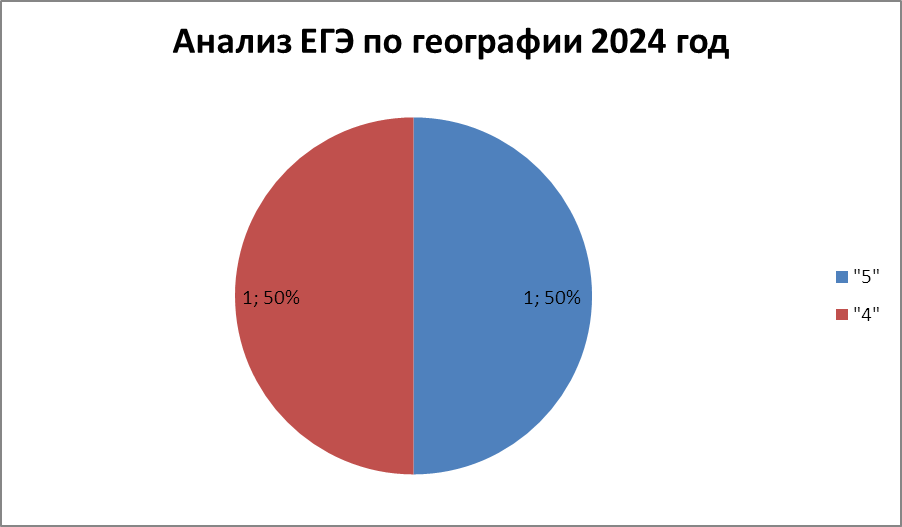 Анализ ЕГЭ по географии 2024 год
1; 50%
1; 50%
"5"
"4"